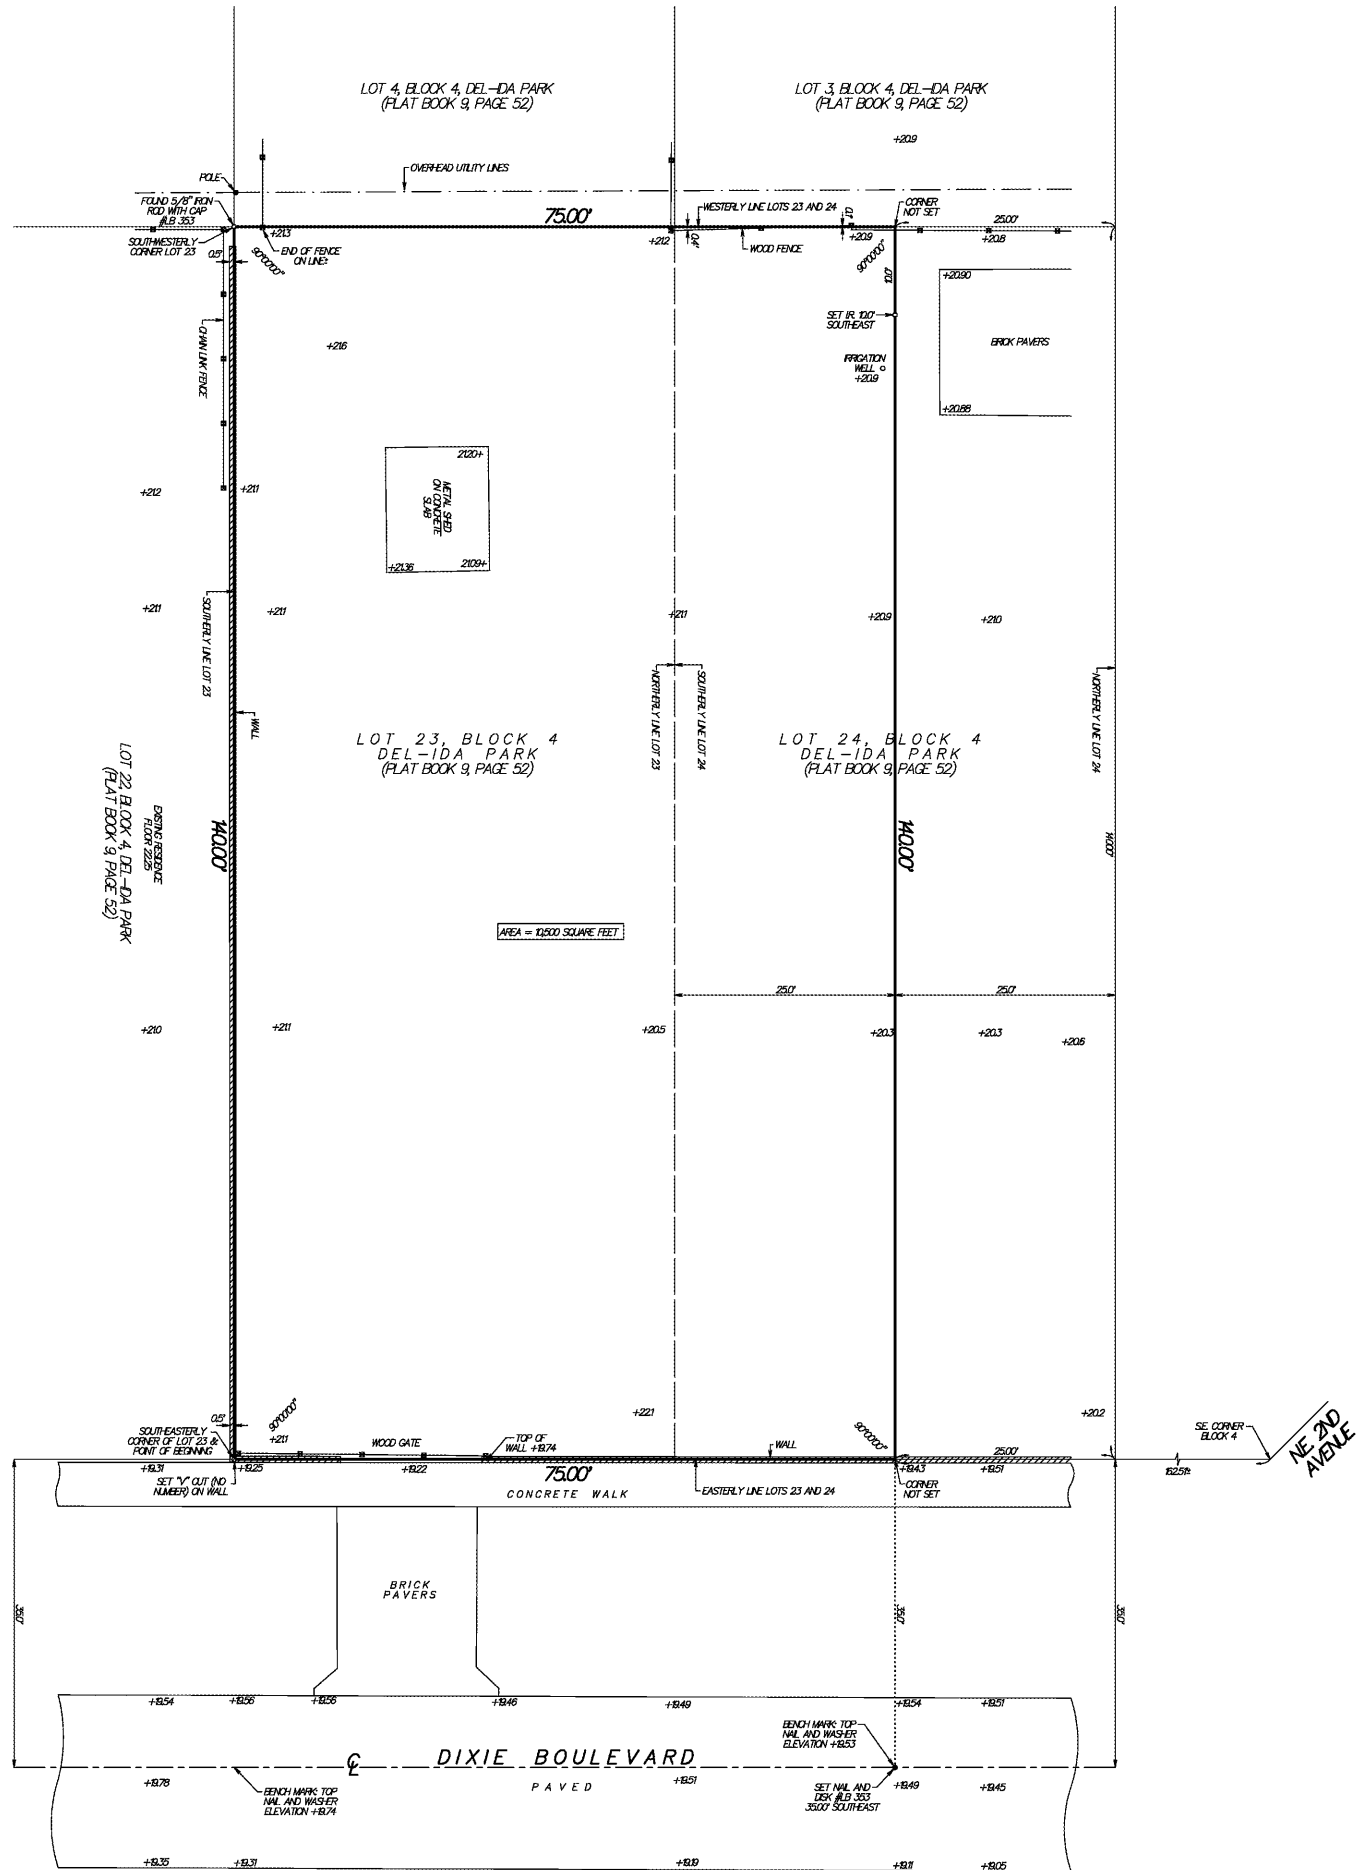 LOT 4, BLOCK 4, DEL-IDA PARK
(PLAT BOOK 9, PAGE 52)
LOT 3, BLOCK 4, DEL-IDA PARK
(PLAT BOOK 9, PAGE 52)
+20.9
OVERHEAD UTILITY LINES
POLE
FOUND 5/8" IRON
ROD WITH CAP
#LB 353
SOUTHWESTERLY
CORNER LOT 23
75.00'
WESTERLY LINE LOTS 23 AND 24
0.1'
CORNER
NOT SET
25.00'
+21.3
END OF FENCE
ON LINE±
+21.2
0.4'
WOOD FENCE
+20.9
+20.8
0.5'
90°00'00"
90°00'00"
10.0'
+20.90
SET I.R. 10.0'
SOUTHEAST
BRICK PAVERS
CHAIN LINK FENCE
+21.6
IRRIGATION
WELL
+20.9
+20.88
21.20+
METAL SHED
ON CONCRETE
SLAB
+21.36
21.09+
+21.2
+21.1
+21.1
+21.1
+21.1
+20.9
+21.0
SOUTHERLY LINE LOT 23
NORTHERLY LINE LOT 23
SOUTHERLY LINE LOT 24
NORTHERLY LINE LOT 24
WALL
LOT 23, BLOCK 4
DEL-IDA PARK
(PLAT BOOK 9, PAGE 52)
LOT 24, BLOCK 4
DEL-IDA PARK
(PLAT BOOK 9, PAGE 52)
LOT 22, BLOCK 4, DEL-IDA PARK
(PLAT BOOK 9, PAGE 52)
EXISTING RESIDENCE
FLOOR 22.25
140.00'
140.00'
140.00'
AREA = 10,500 SQUARE FEET
25.0'
25.0'
+21.0
+21.1
+20.5
+20.3
+20.3
+20.6
0.5'
90°00'00"
+22.1
90°00'00"
+20.2
SOUTHEASTERLY
CORNER OF LOT 23 &
POINT OF BEGINNING
+21.1
WOOD GATE
TOP OF
WALL +19.74
WALL
25.00'
S.E. CORNER
BLOCK 4
N.E. 2ND
AVENUE
162.51'±
+19.31
+19.25
+19.22
75.00'
+19.43
+19.51
SET "V" CUT (NO
NUMBER) ON WALL
CONCRETE WALK
EASTERLY LINE LOTS 23 AND 24
CORNER
NOT SET
BRICK
PAVERS
35.0'
35.0'
35.0'
+19.54
+19.56
+19.56
+19.46
+19.49
+19.54
+19.51
BENCH MARK: TOP
NAIL AND WASHER
ELEVATION +19.53
DIXIE BOULEVARD
PAVED
+19.78
BENCH MARK: TOP
NAIL AND WASHER
ELEVATION +19.74
+19.51
SET NAIL AND
DISK #LB 353
35.00' SOUTHEAST
+19.49
+19.45
+19.35
+19.31
+19.19
+19.11
+19.05